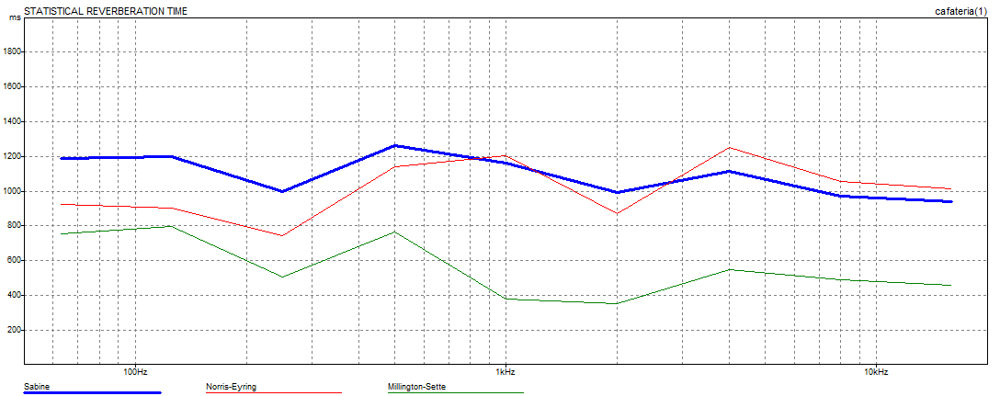 STATISTICAL REVERBERATION TIME cafateria(1)
ms
1800
1600
1400
1200
1000
800
600
400
200
100Hz 1kHz 10kHz
Sabine Norris-Eyring Millington-Sette